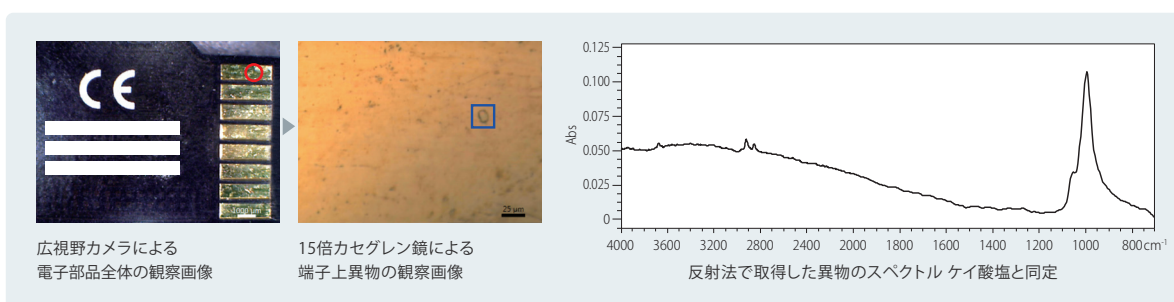 CE
1000 µm
25 µm
広視野カメラによる
電子部品全体の観察画像
15倍カセグレン鏡による
端子上異物の観察画像
Abs
0.125
0.100
0.075
0.050
0.025
0
4000 3600 3200 2800 2400 2000 1600 1400 1200 1000 800cm⁻¹
反射法で取得した異物のスペクトル ケイ酸塩と同定